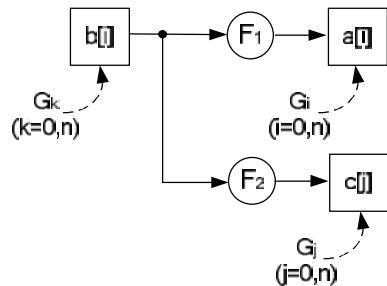 b[i] F1 a[i]
Gk Gi
(k=0,n) (i=0,n)
F2 c[j]
Gj
(j=0,n)